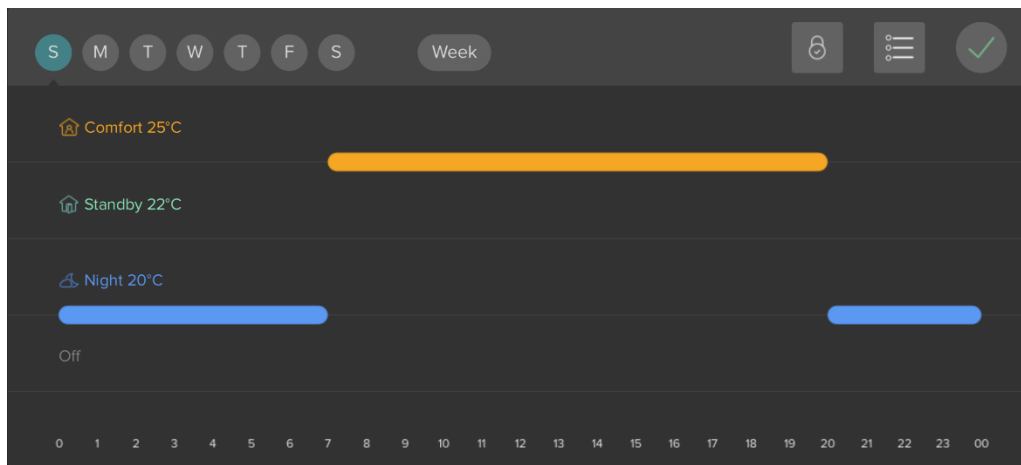 S M T W T F S Week
Comfort 25°C
Standby 22°C
Night 20°C
Off
0 1 2 3 4 5 6 7 8 9 10 11 12 13 14 15 16 17 18 19 20 21 22 23 00